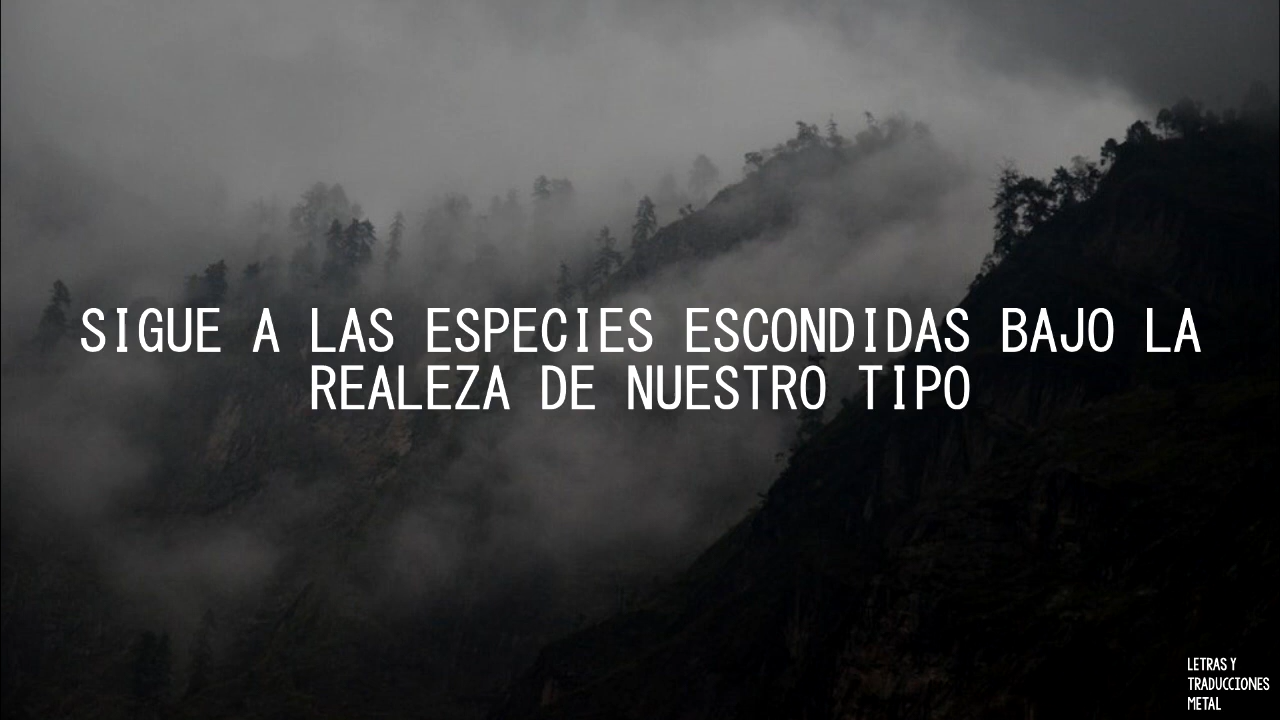 SIGUE A LAS ESPECIES ESCONDIDAS BAJO LA
REALEZA DE NUESTRO TIPO
LETRAS Y
TRADUCCIONES
METAL